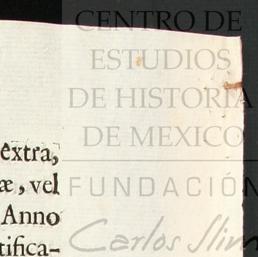 CENTRO DE
ESTUDIOS
DE HISTORIA
DE MEXICO
FUNDACIÓN
Carlos Slim
extra,
æ, vel
Anno
tifica-